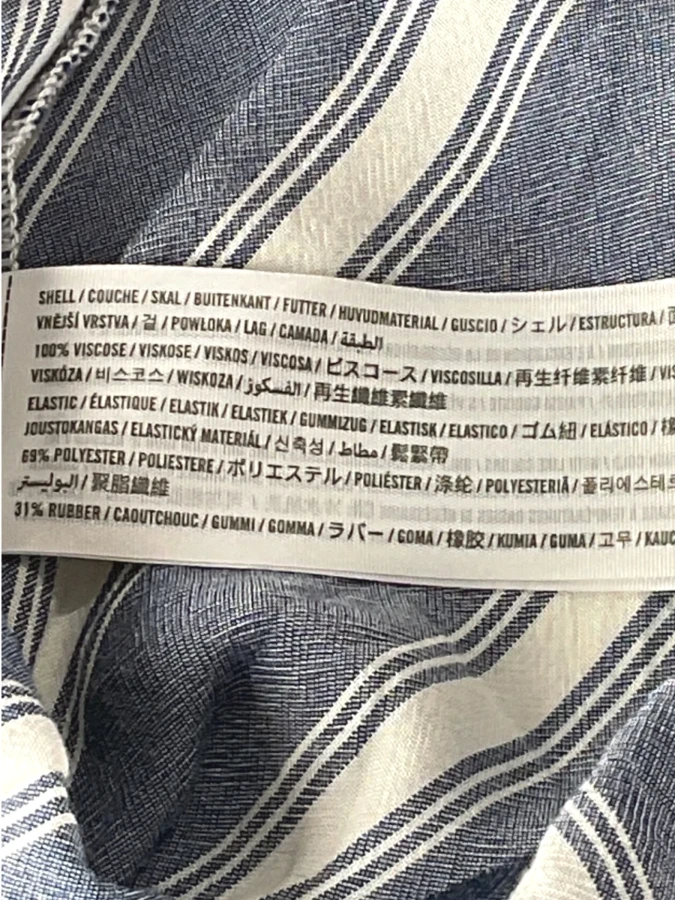 SHELL / COUCHE / SKAL / BUITENKANT / FUTTER / HUVUDMATERIAL / GUSCIO / シェル / ESTRUCTURA /
VNĚJŠÍ VRSTVA / 겉 / POWŁOKA / LAG / CAMADA / الطبقة
100% VISCOSE / VISKOSE / VISKOS / VISCOSA / ビスコース / VISCOSILLA / 再生纤维素纤维 /
VISKÓZA / 비스코스 / WISKOZA / الفسكوز / 再生纖維素纖維
ELASTIC / ÉLASTIQUE / ELASTIK / ELASTIEK / GUMMIZUG / ELASTISK / ELASTICO / ゴム紐 / ELÁSTICO /
JOUSTOKANGAS / ELASTICKÝ MATERIÁL / 신축성 / مطاط / 鬆緊帶
69% POLYESTER / POLIESTERE / ポリエステル / POLIÉSTER / 涤纶 / POLYESTERIÄ / 폴리에스테르
البوليستر / 聚脂纖維
31% RUBBER / CAOUTCHOUC / GUMMI / GOMMA / ラバー / GOMA / 橡胶 / KUMIA / GUMA / 고무 / KAUC